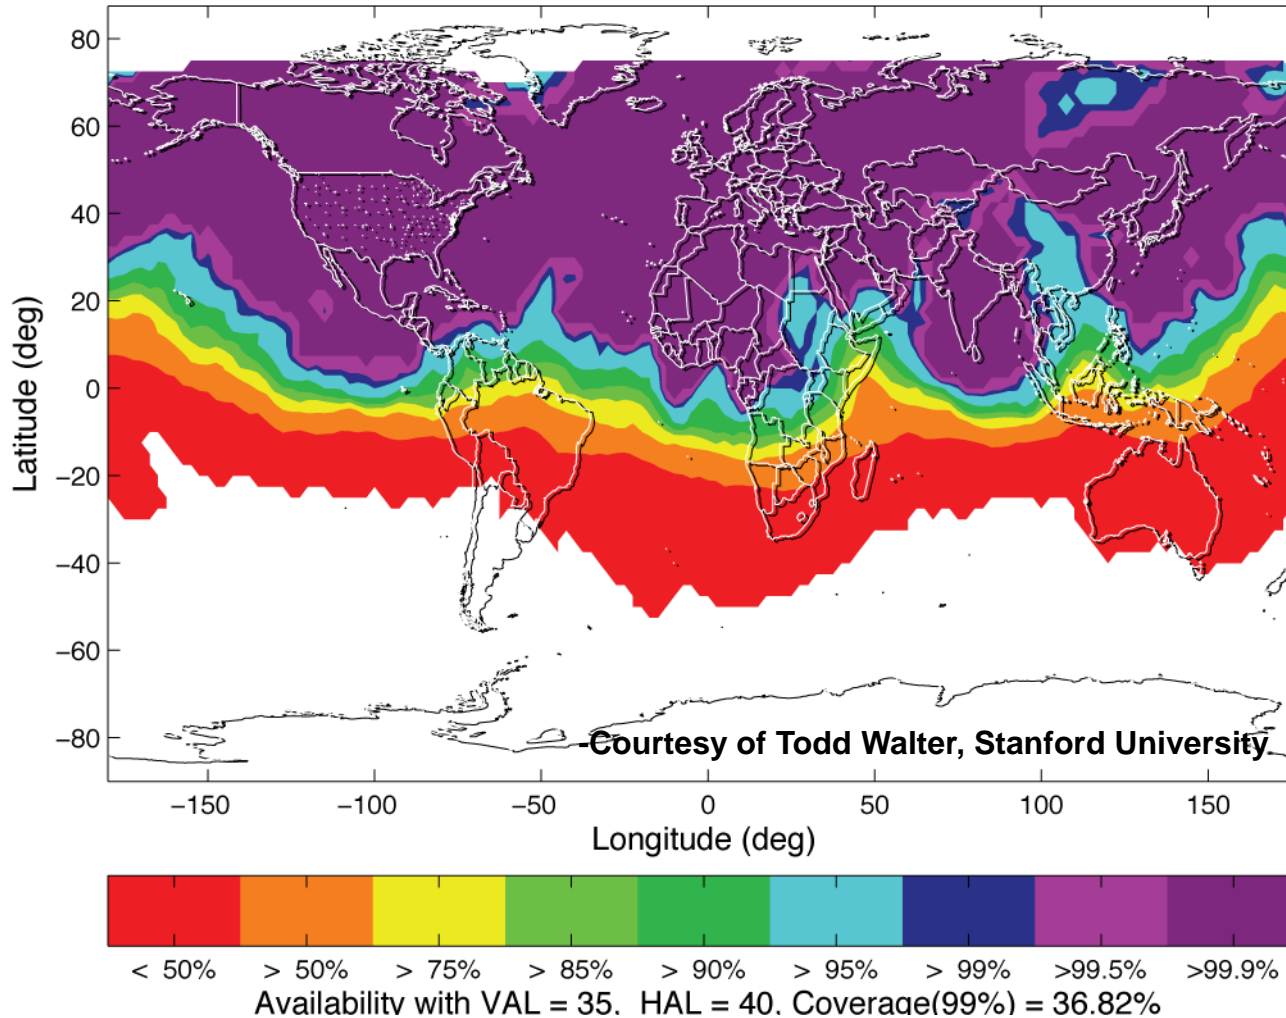 80
60
40
20
0
−20
−40
−60
−80
Latitude (deg)
-Courtesy of Todd Walter, Stanford University
−150 −100 −50 0 50 100 150
Longitude (deg)
< 50% > 50% > 75% > 85% > 90% > 95% > 99% >99.5% >99.9%
Availability with VAL = 35, HAL = 40, Coverage(99%) = 36.82%